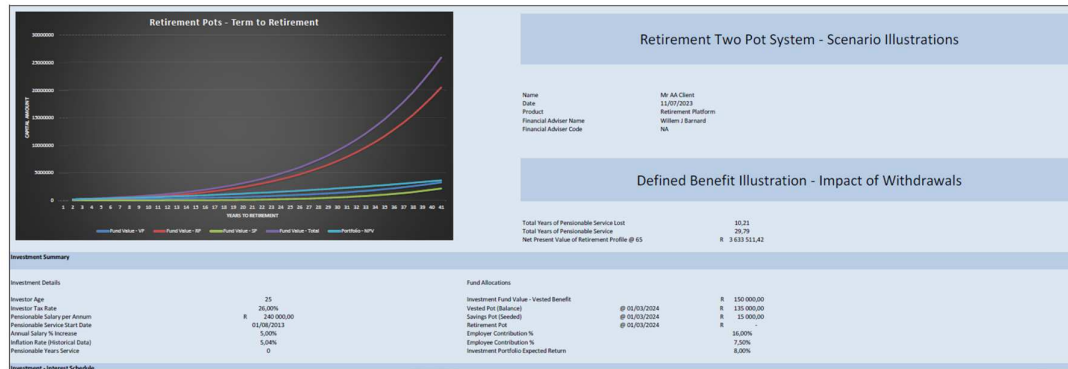 Retirement Pots - Term to Retirement
30000000
25000000
20000000
15000000
10000000
5000000
0
CAPITAL AMOUNT
1 2 3 4 5 6 7 8 9 10 11 12 13 14 15 16 17 18 19 20 21 22 23 24 25 26 27 28 29 30 31 32 33 34 35 36 37 38 39 40 41
YEARS TO RETIREMENT
Fund Value - VP Fund Value - RP Fund Value - SP Fund Value - Total Portfolio - NPV
Retirement Two Pot System - Scenario Illustrations
Name Mr AA Client
Date 11/07/2023
Product Retirement Platform
Financial Adviser Name Willem J Barnard
Financial Adviser Code NA
Defined Benefit Illustration - Impact of Withdrawals
Total Years of Pensionable Service Lost 10,21
Total Years of Pensionable Service 29,79
Net Present Value of Retirement Profile @ 65 R 3 633 511,42
Investment Summary
Investment Details
Investor Age 25
Investor Tax Rate 26,00%
Pensionable Salary per Annum R 240 000,00
Pensionable Service Start Date 01/08/2013
Annual Salary % Increase 5,00%
Inflation Rate (Historical Data) 5,04%
Pensionable Years Service 0
Fund Allocations
Investment Fund Value - Vested Benefit R 150 000,00
Vested Pot (Balance) @ 01/03/2024 R 135 000,00
Savings Pot (Seeded) @ 01/03/2024 R 15 000,00
Retirement Pot @ 01/03/2024 R -
Employer Contribution % 16,00%
Employee Contribution % 7,50%
Investment Portfolio Expected Return 8,00%
Investment - Interest Schedule